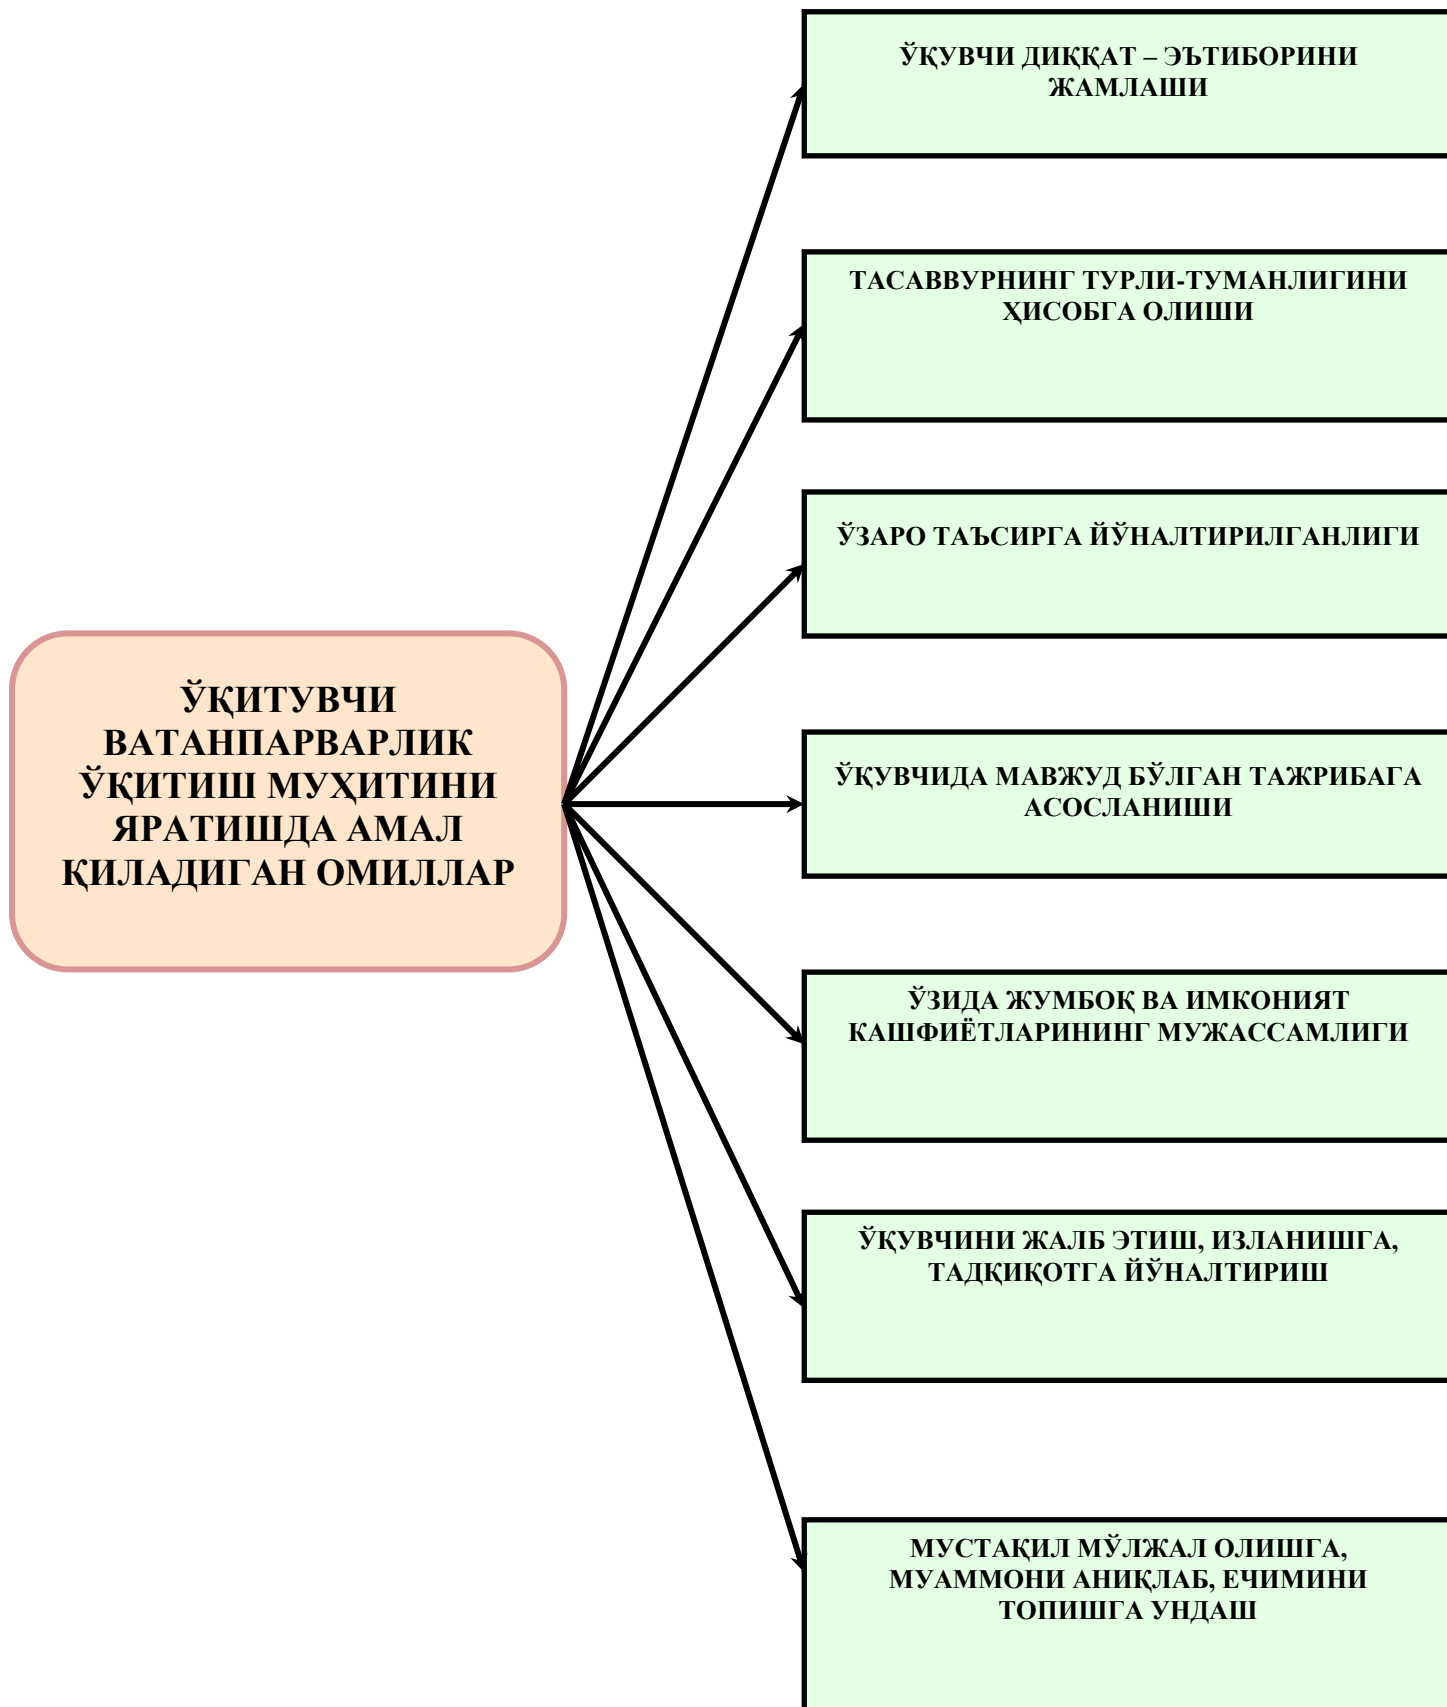 ЎҚУВЧИ ДИҚҚАТ – ЭЪТИБОРИНИ
ЖАМЛАШИ
ТАСАВВУРНИНГ ТУРЛИ-ТУМАНЛИГИНИ
ҲИСОБГА ОЛИШИ
ЎЗАРО ТАЪСИРГА ЙЎНАЛТИРИЛГАНЛИГИ
ЎҚИТУВЧИ
ВАТАНПАРВАРЛИК
ЎҚИТИШ МУҲИТИНИ
ЯРАТИШДА АМАЛ
ҚИЛАДИГАН ОМИЛЛАР
ЎҚУВЧИДА МАВЖУД БЎЛГАН ТАЖРИБАГА
АСОСЛАНИШИ
ЎЗИДА ЖУМБОҚ ВА ИМКОНИЯТ
КАШФИЁТЛАРИНИНГ МУЖАССАМЛИГИ
ЎҚУВЧИНИ ЖАЛБ ЭТИШ, ИЗЛАНИШГА,
ТАДҚИҚОТГА ЙЎНАЛТИРИШ
МУСТАҚИЛ МЎЛЖАЛ ОЛИШГА,
МУАММОНИ АНИҚЛАБ, ЕЧИМИНИ
ТОПИШГА УНДАШ